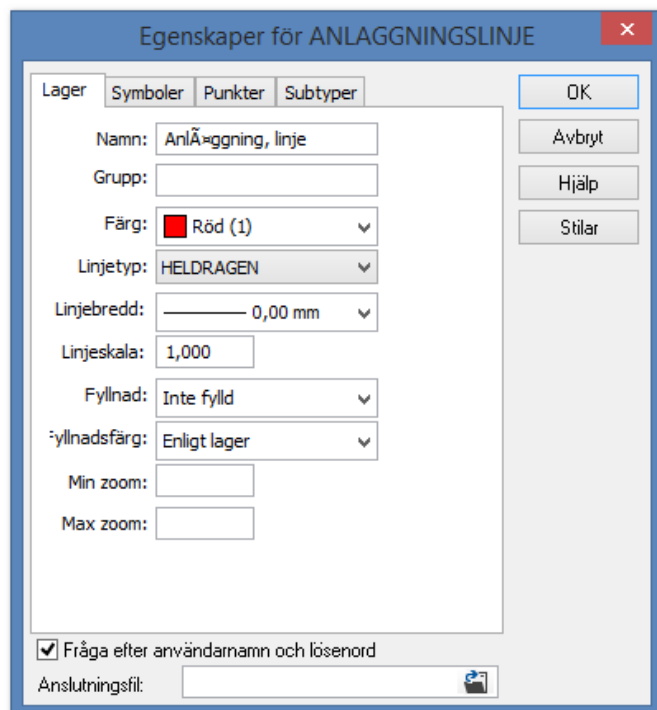 Egenskaper för ANLAGGNINGSLINJE
Lager Symboler Punkter Subtyper
OK
Avbryt
Hjälp
Stilar
Namn: AnlÃ¤ggning, linje
Grupp:
Färg: Röd (1)
Linjetyp: HELDRAGEN
Linjebredd: 0,00 mm
Linjeskala: 1,000
Fyllnad: Inte fylld
Fyllnadsfärg: Enligt lager
Min zoom:
Max zoom:
Fråga efter användarnamn och lösenord
Anslutningsfil: